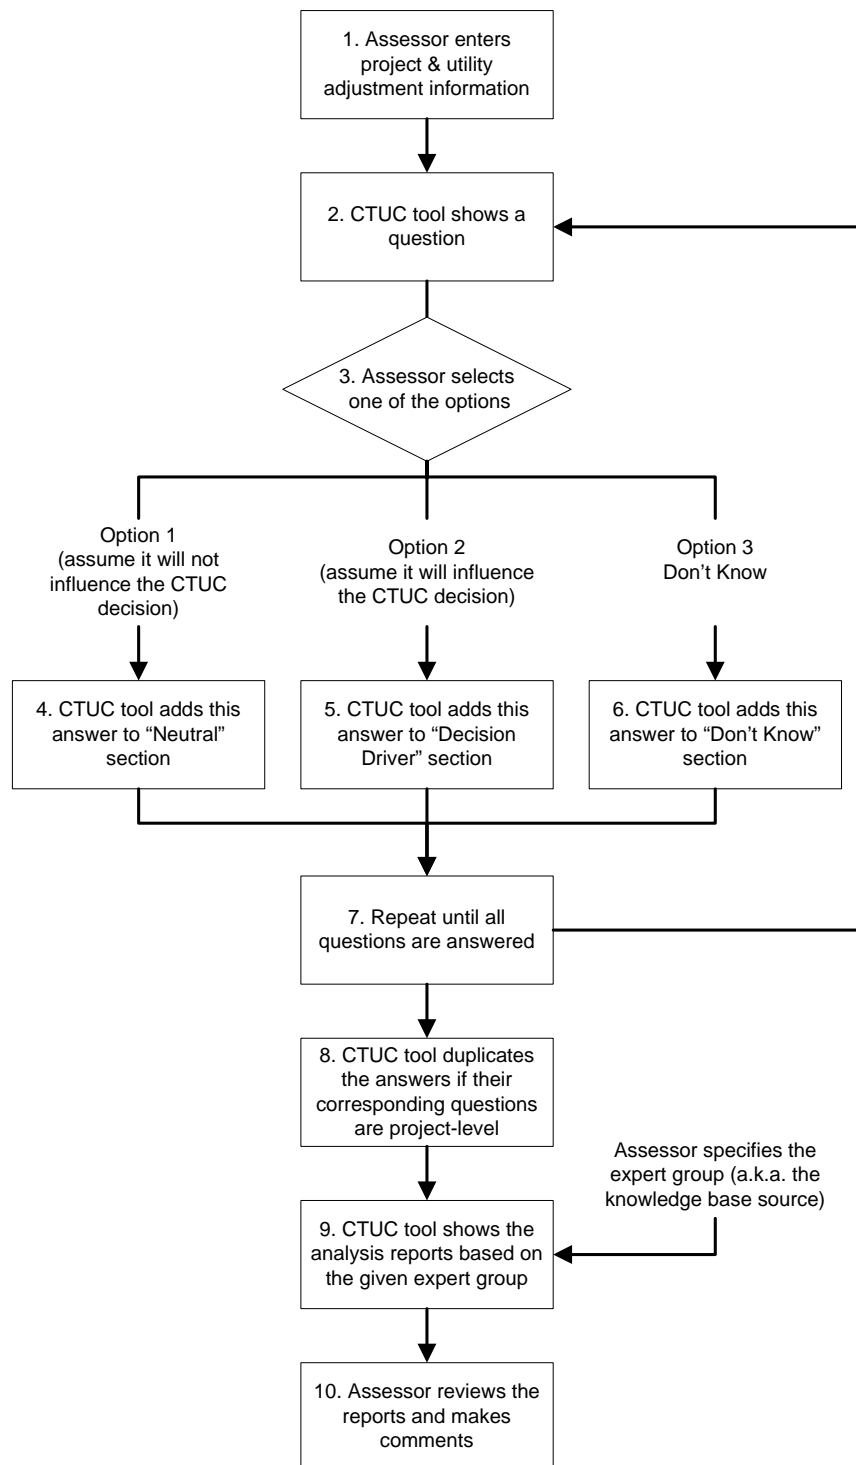 1. Assessor enters
project & utility
adjustment information
2. CTUC tool shows a
question
3. Assessor selects
one of the options
Option 1
(assume it will not
influence the CTUC
decision)
Option 2
(assume it will influence
the CTUC decision)
Option 3
Don’t Know
4. CTUC tool adds this
answer to “Neutral”
section
5. CTUC tool adds this
answer to “Decision
Driver” section
6. CTUC tool adds this
answer to “Don’t Know”
section
7. Repeat until all
questions are answered
8. CTUC tool duplicates
the answers if their
corresponding questions
are project-level
Assessor specifies the
expert group (a.k.a. the
knowledge base source)
9. CTUC tool shows the
analysis reports based on
the given expert group
10. Assessor reviews the
reports and makes
comments